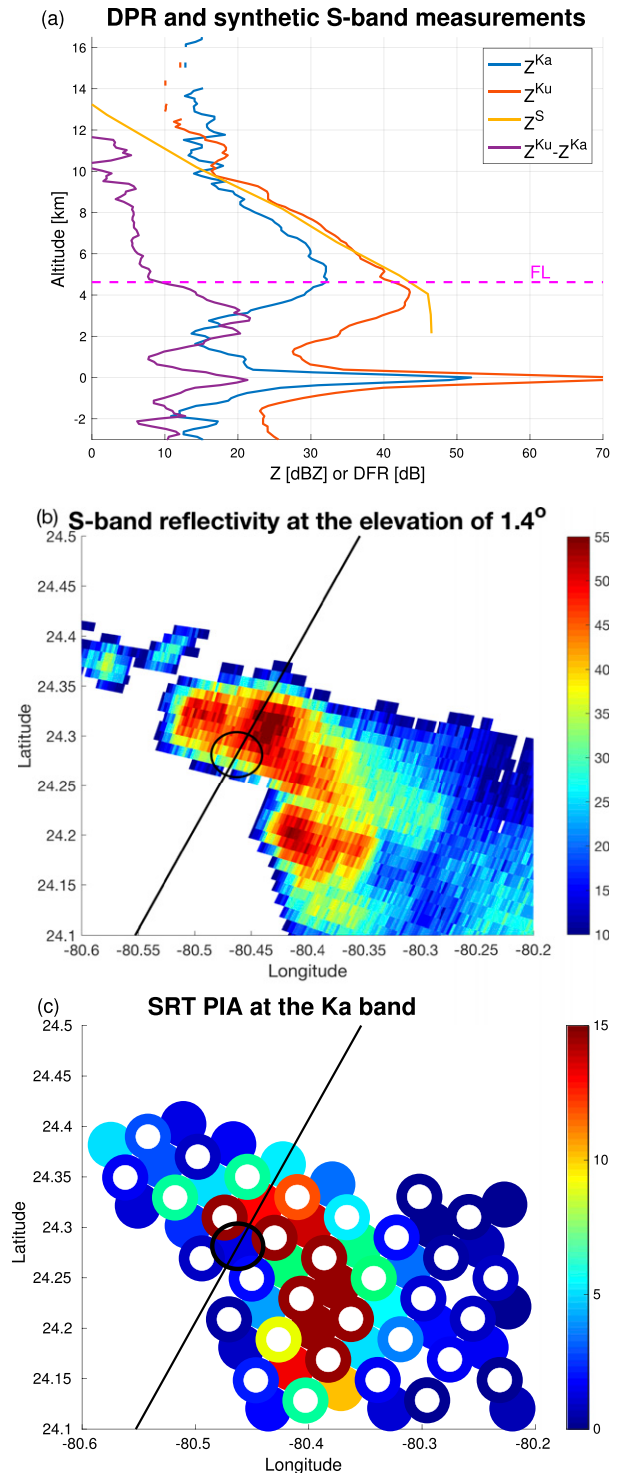 (a) DPR and synthetic S-band measurements
16
14
12
10
8
6
4
2
0
-2
Altitude [km]
Z^Ka
Z^Ku
Z^S
Z^Ku-Z^Ka
FL
0 10 20 30 40 50 60 70
Z [dBZ] or DFR [dB]
(b) S-band reflectivity at the elevation of 1.4^o
24.5
24.4
24.35
24.3
24.25
24.2
24.15
24.1
24.5
Latitude
-80.6 -80.55 -80.5 -80.45 -80.4 -80.35 -80.3 -80.25 -80.2
Longitude
55
50
45
40
35
30
25
20
15
10
(c) SRT PIA at the Ka band
24.5
24.4
24.35
24.3
24.25
24.2
24.15
24.1
24.5
Latitude
-80.6 -80.5 -80.4 -80.3 -80.2
Longitude
15
10
5
0